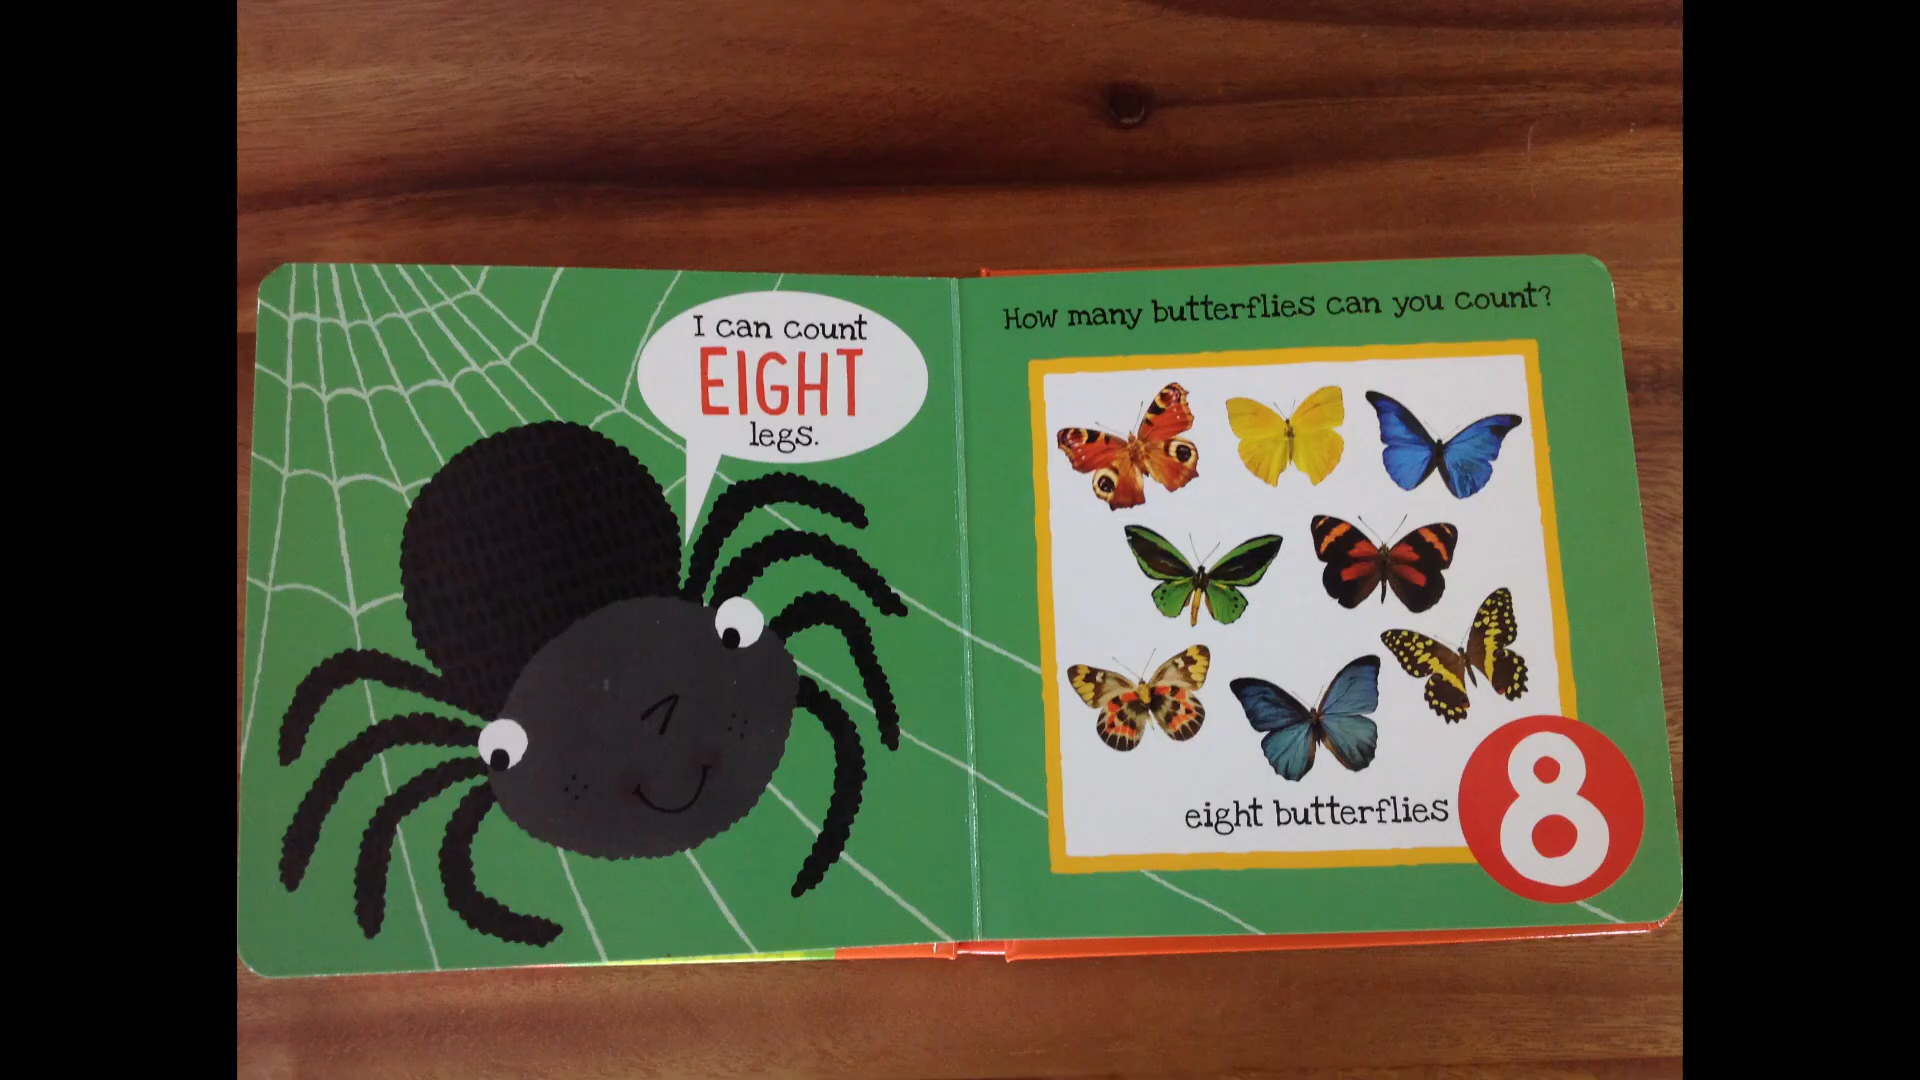 I can count
EIGHT
legs.
How many butterflies can you count?
eight butterflies
8